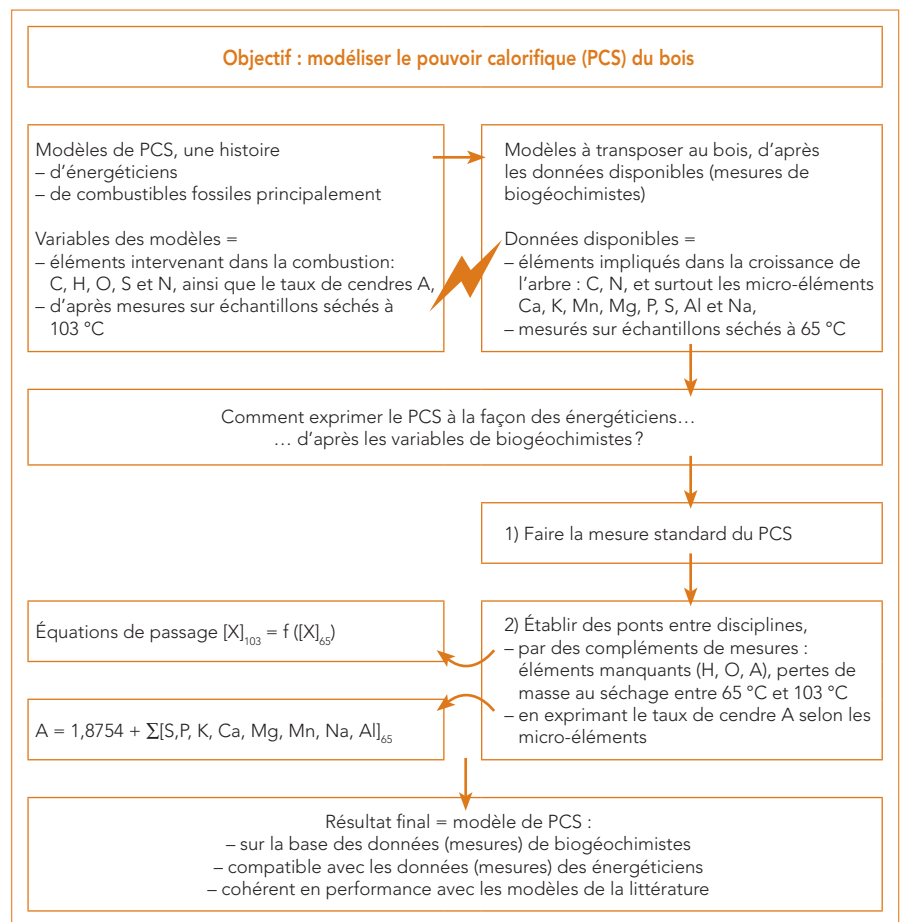 Objectif : modéliser le pouvoir calorifique (PCS) du bois
Modèles de PCS, une histoire
– d’énergéticiens
– de combustibles fossiles principalement
Variables des modèles =
– éléments intervenant dans la combustion:
C, H, O, S et N, ainsi que le taux de cendres A,
– d’après mesures sur échantillons séchés à
103 °C
Modèles à transposer au bois, d’après
les données disponibles (mesures de
biogéochimistes)
Données disponibles =
– éléments impliqués dans la croissance de
l’arbre : C, N, et surtout les micro-éléments
Ca, K, Mn, Mg, P, S, Al et Na,
– mesurés sur échantillons séchés à 65 °C
Comment exprimer le PCS à la façon des énergéticiens…
… d’après les variables de biogéochimistes ?
1) Faire la mesure standard du PCS
Équations de passage [X]₁₀₃ = f ([X]₆₅)
A = 1,8754 + ∑[S,P, K, Ca, Mg, Mn, Na, Al]₆₅
2) Établir des ponts entre disciplines,
– par des compléments de mesures :
éléments manquants (H, O, A), pertes de
masse au séchage entre 65 °C et 103 °C
– en exprimant le taux de cendre A selon les
micro-éléments
Résultat final = modèle de PCS :
– sur la base des données (mesures) de biogéochimistes
– compatible avec les données (mesures) des énergéticiens
– cohérent en performance avec les modèles de la littérature